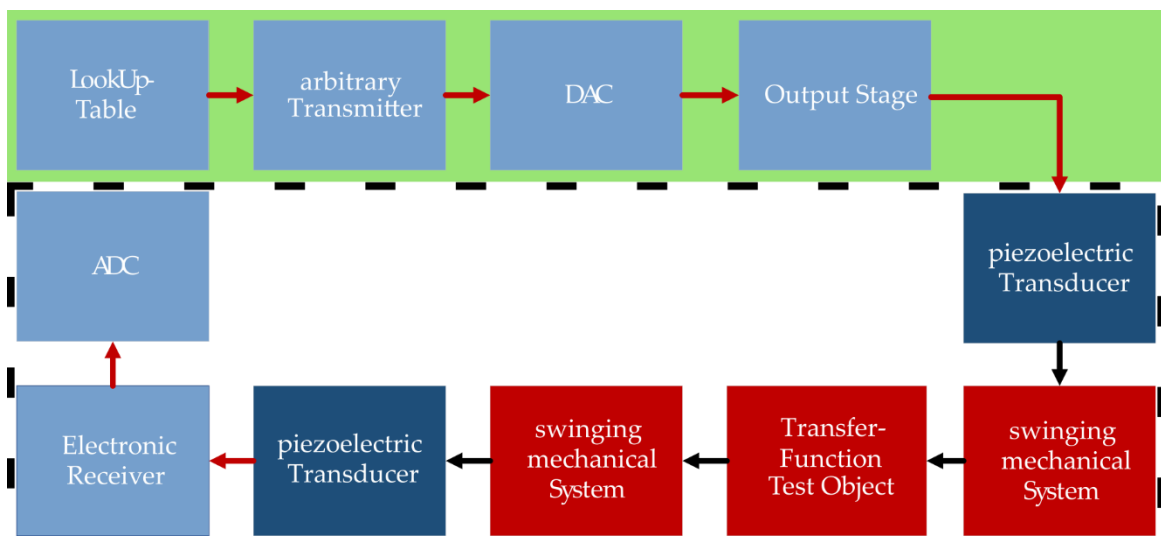 LookUp-
Table
arbitrary
Transmitter
DAC
Output Stage
ADC
piezoelectric
Transducer
Electronic
Receiver
piezoelectric
Transducer
swinging
mechanical
System
Transfer-
Function
Test Object
swinging
mechanical
System